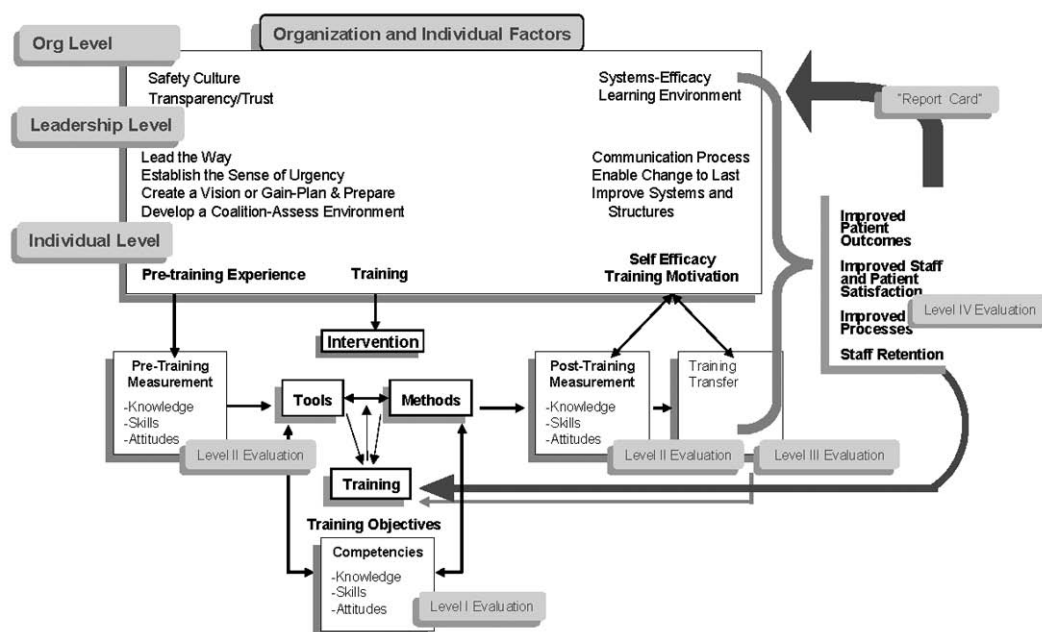 Org Level
Organization and Individual Factors
Safety Culture
Transparency/Trust
Systems-Efficacy
Learning Environment
"Report Card"
Leadership Level
Lead the Way
Establish the Sense of Urgency
Create a Vision or Gain-Plan & Prepare
Develop a Coalition-Assess Environment
Communication Process
Enable Change to Last
Improve Systems and
Structures
Individual Level
Pre-training Experience
Training
Self Efficacy
Training Motivation
Improved
Patient
Outcomes
Improved Staff
and Patient
Satisfaction
Improved
Processes
Staff Retention
Level IV Evaluation
Intervention
Pre-Training
Measurement
-Knowledge
-Skills
-Attitudes
Level II Evaluation
Tools
Methods
Post-Training
Measurement
-Knowledge
-Skills
-Attitudes
Level II Evaluation
Training
Transfer
Level III Evaluation
Training
Training Objectives
Competencies
-Knowledge
-Skills
-Attitudes
Level I Evaluation